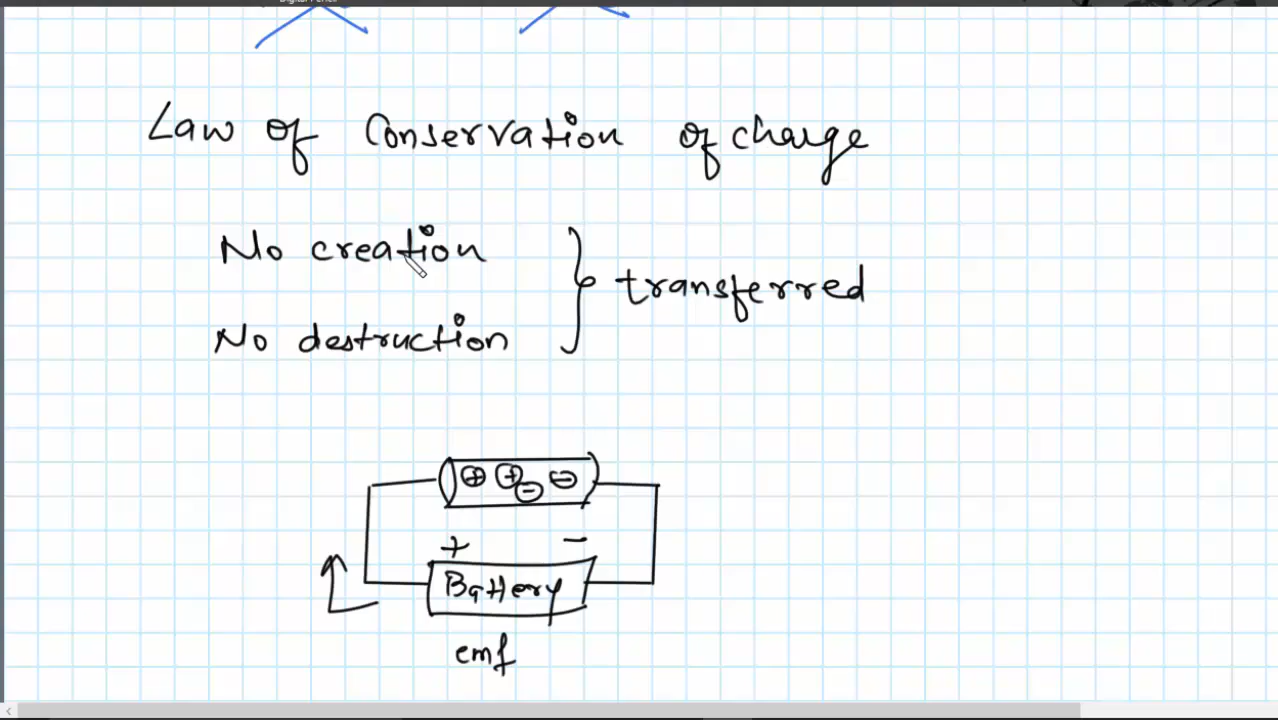 Law of Conservation of charge
No creation
No destruction
transferred
+ + - -
+ -
Battery
emf